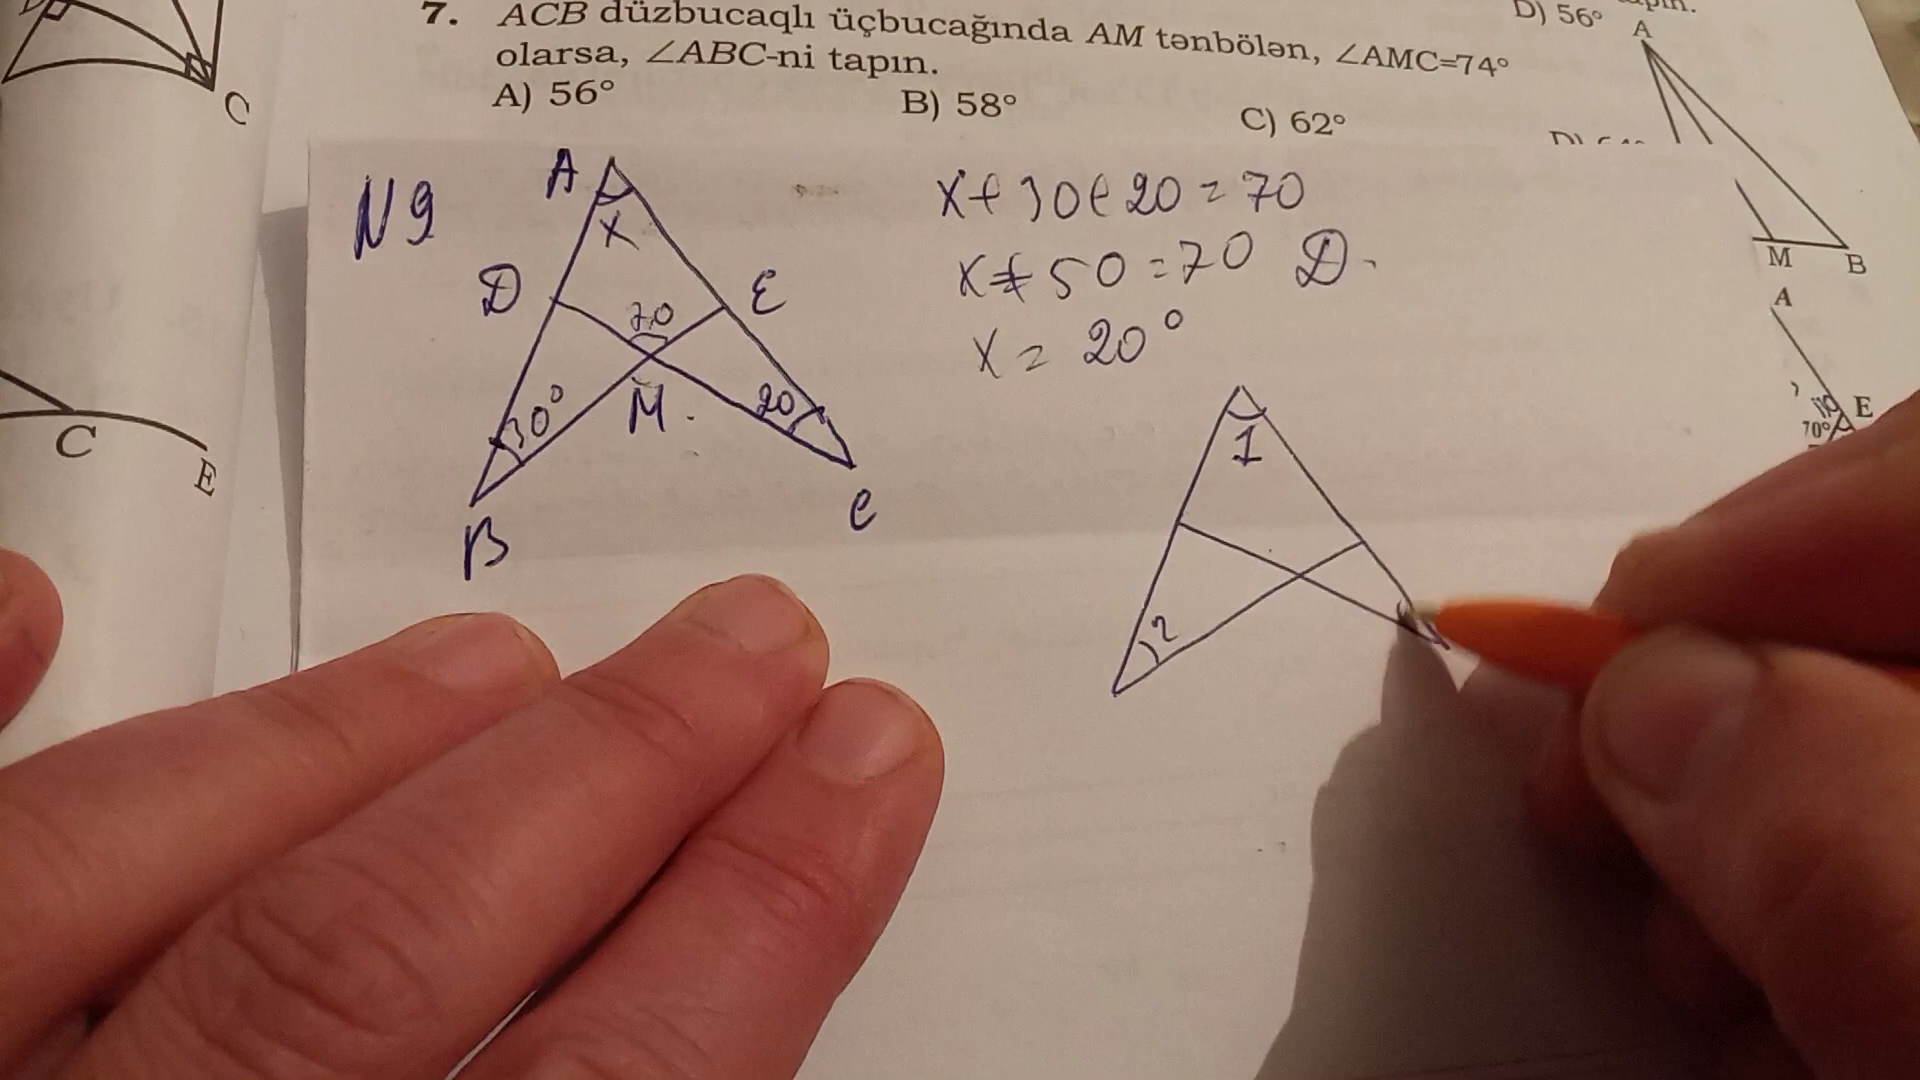 D) 56°
A
7. ACB düzbucaqlı üçbucağında AM tənbölən, ∠AMC=74°
olarsa, ∠ABC-ni tapın.
A) 56°
B) 58°
C) 62°
C
M
B
A
E
70°
C
E
N9
A
x
D
E
70
30°
M
20
B
C
x+30+20=70
x+50=70 D.
x=20°
1
2